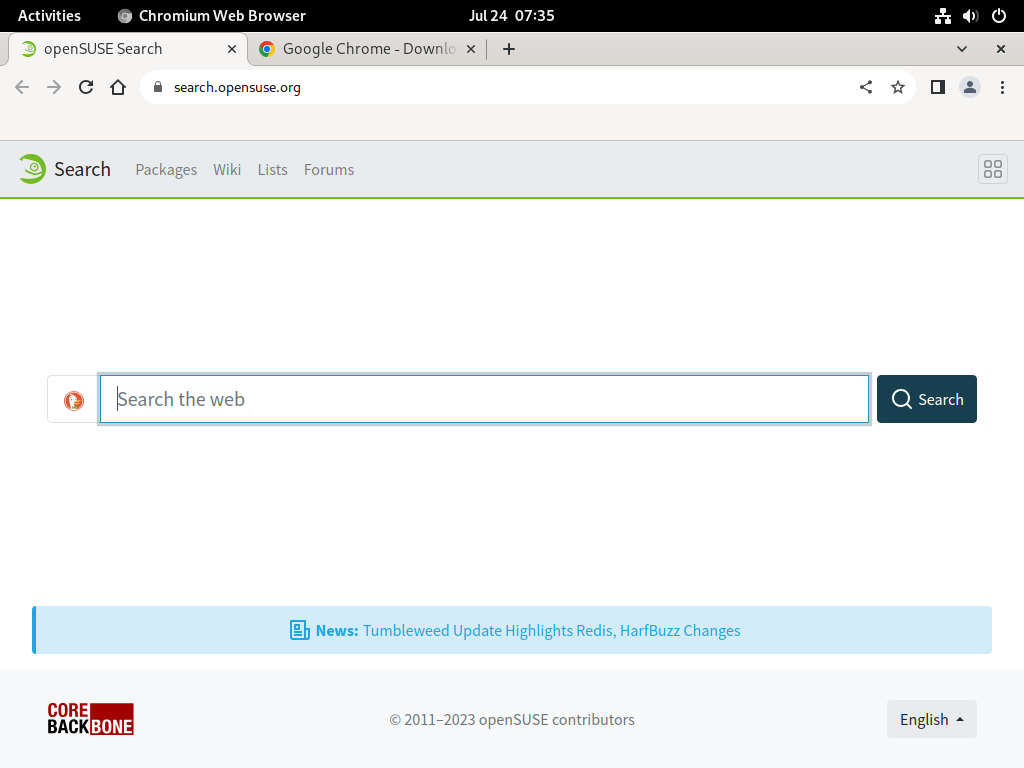 Activities Chromium Web Browser Jul 24 07:35
openSUSE Search Google Chrome - Downlo
search.opensuse.org
Search Packages Wiki Lists Forums
Search the web Search
News: Tumbleweed Update Highlights Redis, HarfBuzz Changes
CORE
BACKBONE
© 2011–2023 openSUSE contributors
English